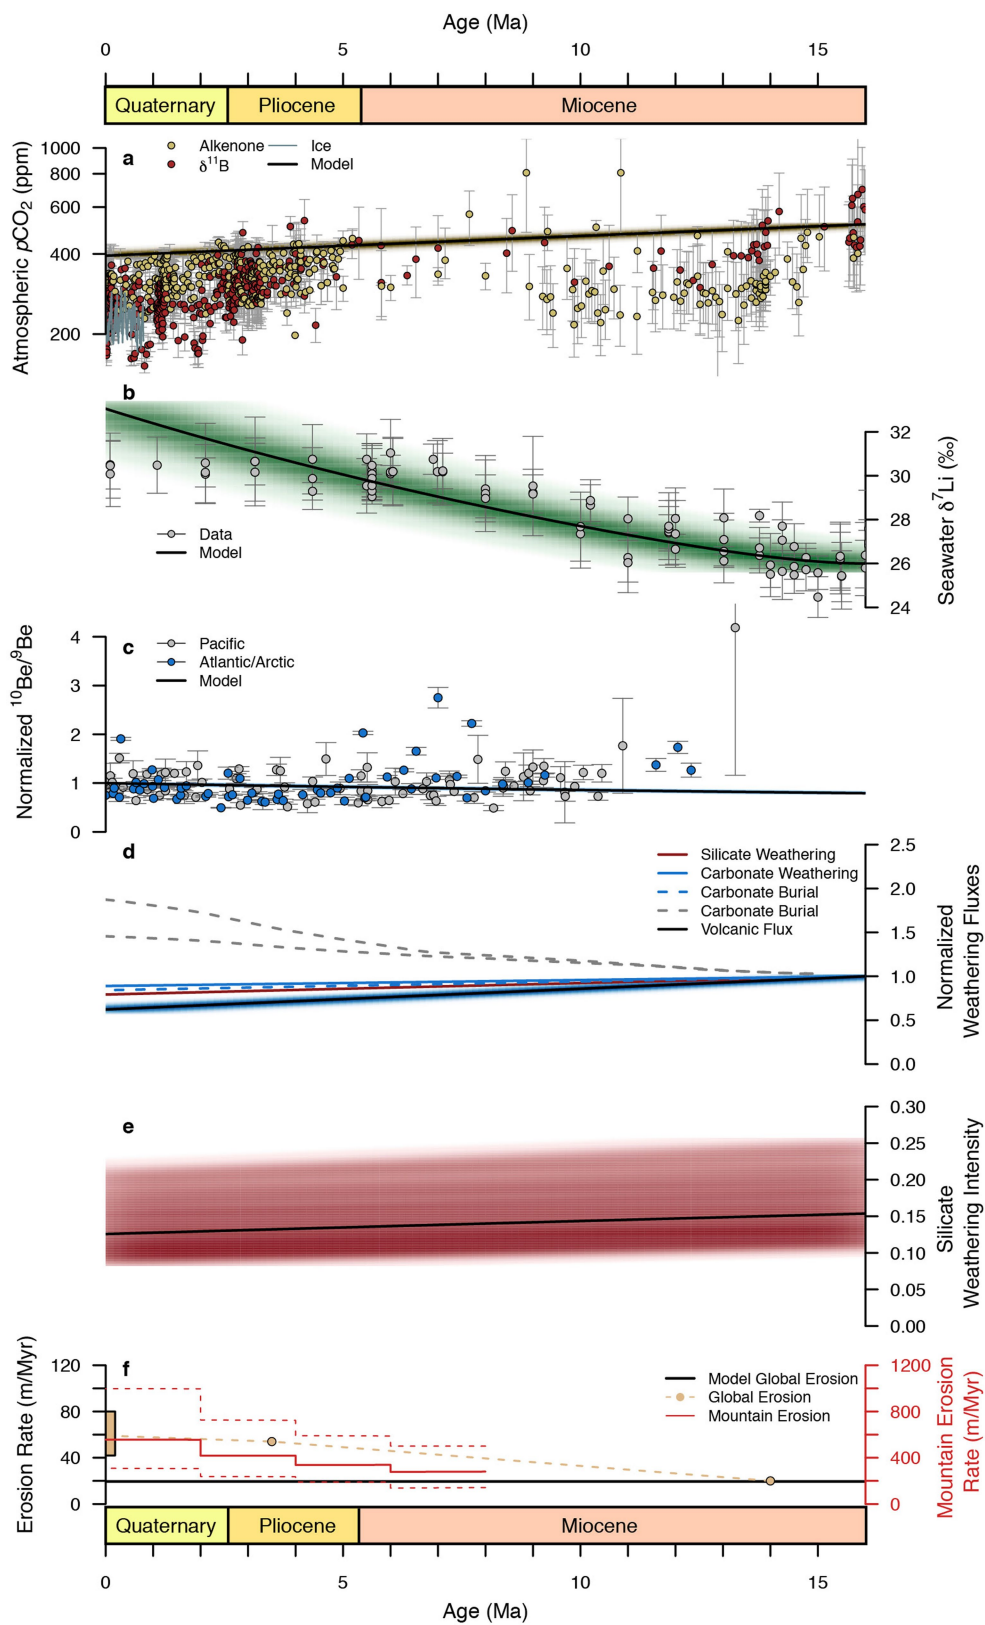 Age (Ma)
0 5 10 15
Quaternary Pliocene Miocene
a
Alkenone Ice
δ¹¹B Model
1000
800
600
400
200
Atmospheric pCO₂ (ppm)
b
32
30
28
26
24
Seawater δ⁷Li (‰)
Data
Model
c
Pacific
Atlantic/Arctic
Model
4
3
2
1
0
Normalized ¹⁰Be/⁹Be
d
Silicate Weathering
Carbonate Weathering
Carbonate Burial
Carbonate Burial
Volcanic Flux
2.5
2.0
1.5
1.0
0.5
0.0
Normalized
Weathering Fluxes
e
0.30
0.25
0.20
0.15
0.10
0.05
0.00
Silicate
Weathering Intensity
f
Model Global Erosion
Global Erosion
Mountain Erosion
120
80
40
0
Erosion Rate (m/Myr)
1200
800
400
0
Mountain Erosion
Rate (m/Myr)
Quaternary Pliocene Miocene
0 5 10 15
Age (Ma)